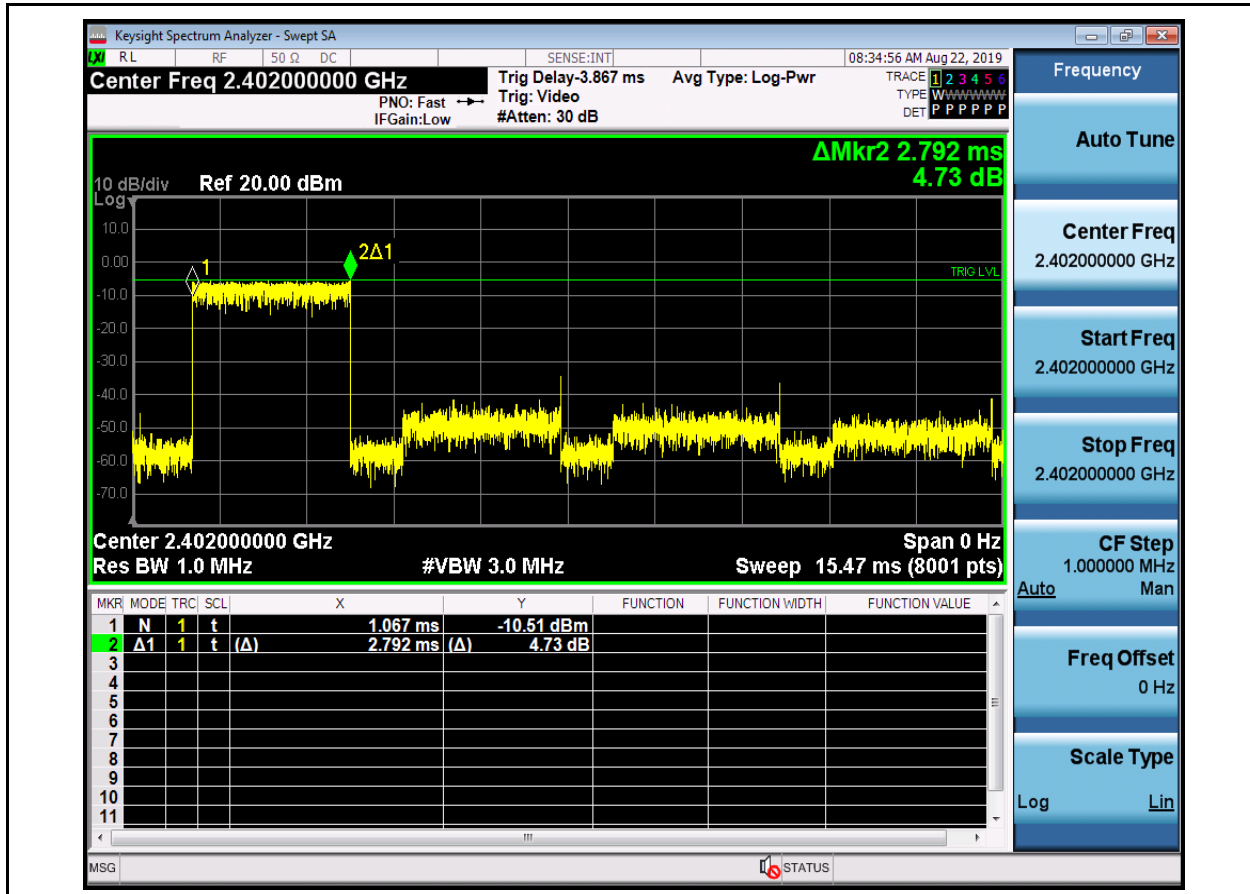 Keysight Spectrum Analyzer - Swept SA
LXI RL RF 50 Ω DC SENSE:INT 08:34:56 AM Aug 22, 2019
Center Freq 2.402000000 GHz
PNO: Fast
IFGain:Low
Trig Delay-3.867 ms
Trig: Video
#Atten: 30 dB
Avg Type: Log-Pwr
TRACE 1 2 3 4 5 6
TYPE WWWWWW
DET P P P P P P
ΔMkr2 2.792 ms
4.73 dB
10 dB/div Ref 20.00 dBm
Log
10.0
0.00
-10.0
-20.0
-30.0
-40.0
-50.0
-60.0
-70.0
1
2Δ1
TRIG LVL
Center 2.402000000 GHz Span 0 Hz
Res BW 1.0 MHz #VBW 3.0 MHz Sweep 15.47 ms (8001 pts)
MKR MODE TRC SCL X Y FUNCTION FUNCTION WIDTH FUNCTION VALUE
1 N 1 t 1.067 ms -10.51 dBm
2 Δ1 1 t (Δ) 2.792 ms (Δ) 4.73 dB
3
4
5
6
7
8
9
10
11
MSG STATUS
Frequency
Auto Tune
Center Freq
2.402000000 GHz
Start Freq
2.402000000 GHz
Stop Freq
2.402000000 GHz
CF Step
1.000000 MHz
Auto Man
Freq Offset
0 Hz
Scale Type
Log Lin